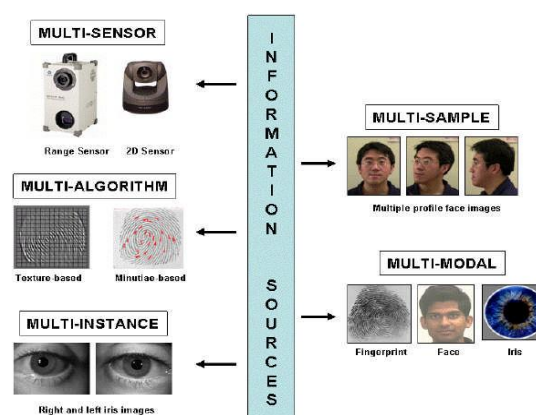 MULTI-SENSOR
Range Sensor 2D Sensor
MULTI-ALGORITHM
Texture-based Minutiae-based
MULTI-INSTANCE
Right and left iris images
INFORMATION SOURCES
MULTI-SAMPLE
Multiple profile face images
MULTI-MODAL
Fingerprint Face Iris